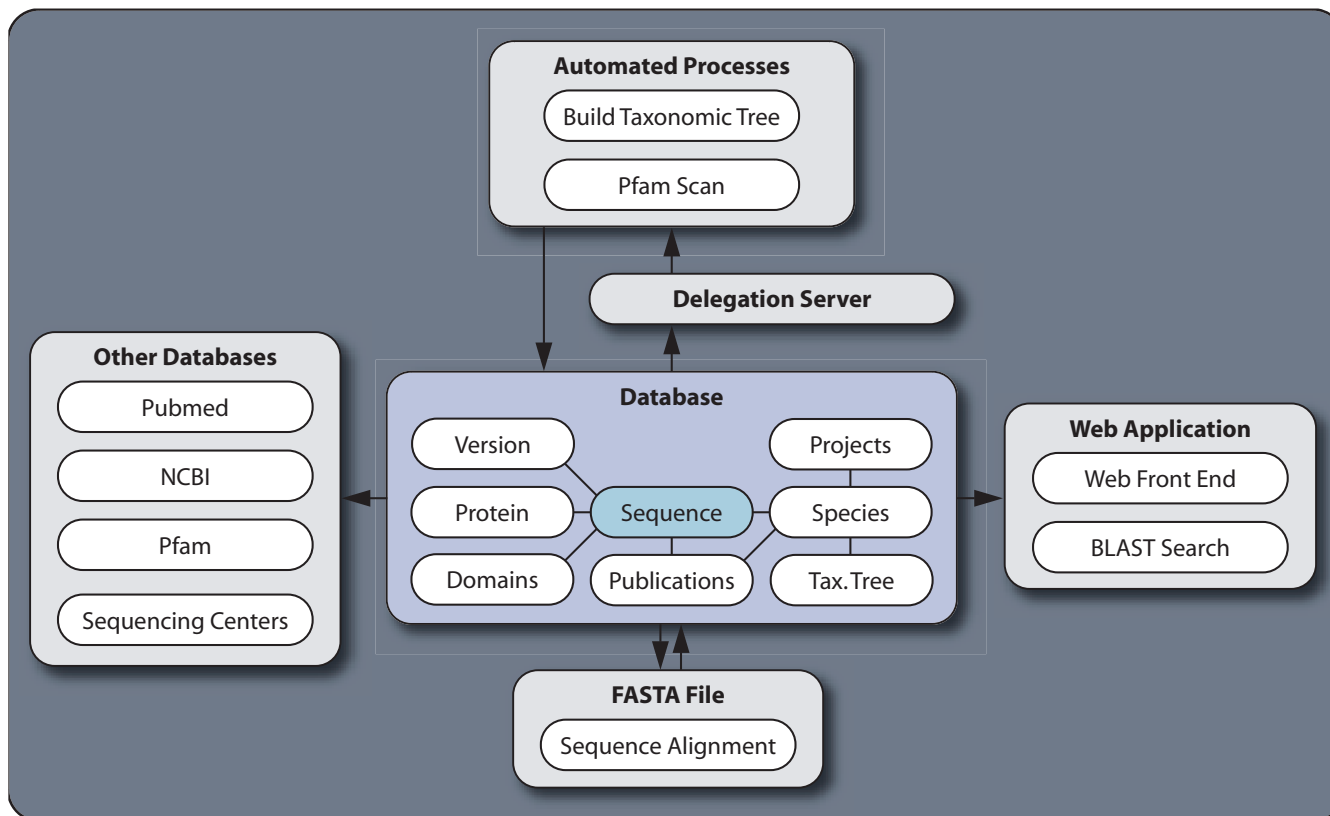 Automated Processes
Build Taxonomic Tree
Pfam Scan
Delegation Server
Other Databases
Pubmed
NCBI
Pfam
Sequencing Centers
Database
Version
Protein
Domains
Sequence
Publications
Projects
Species
Tax. Tree
Web Application
Web Front End
BLAST Search
FASTA File
Sequence Alignment